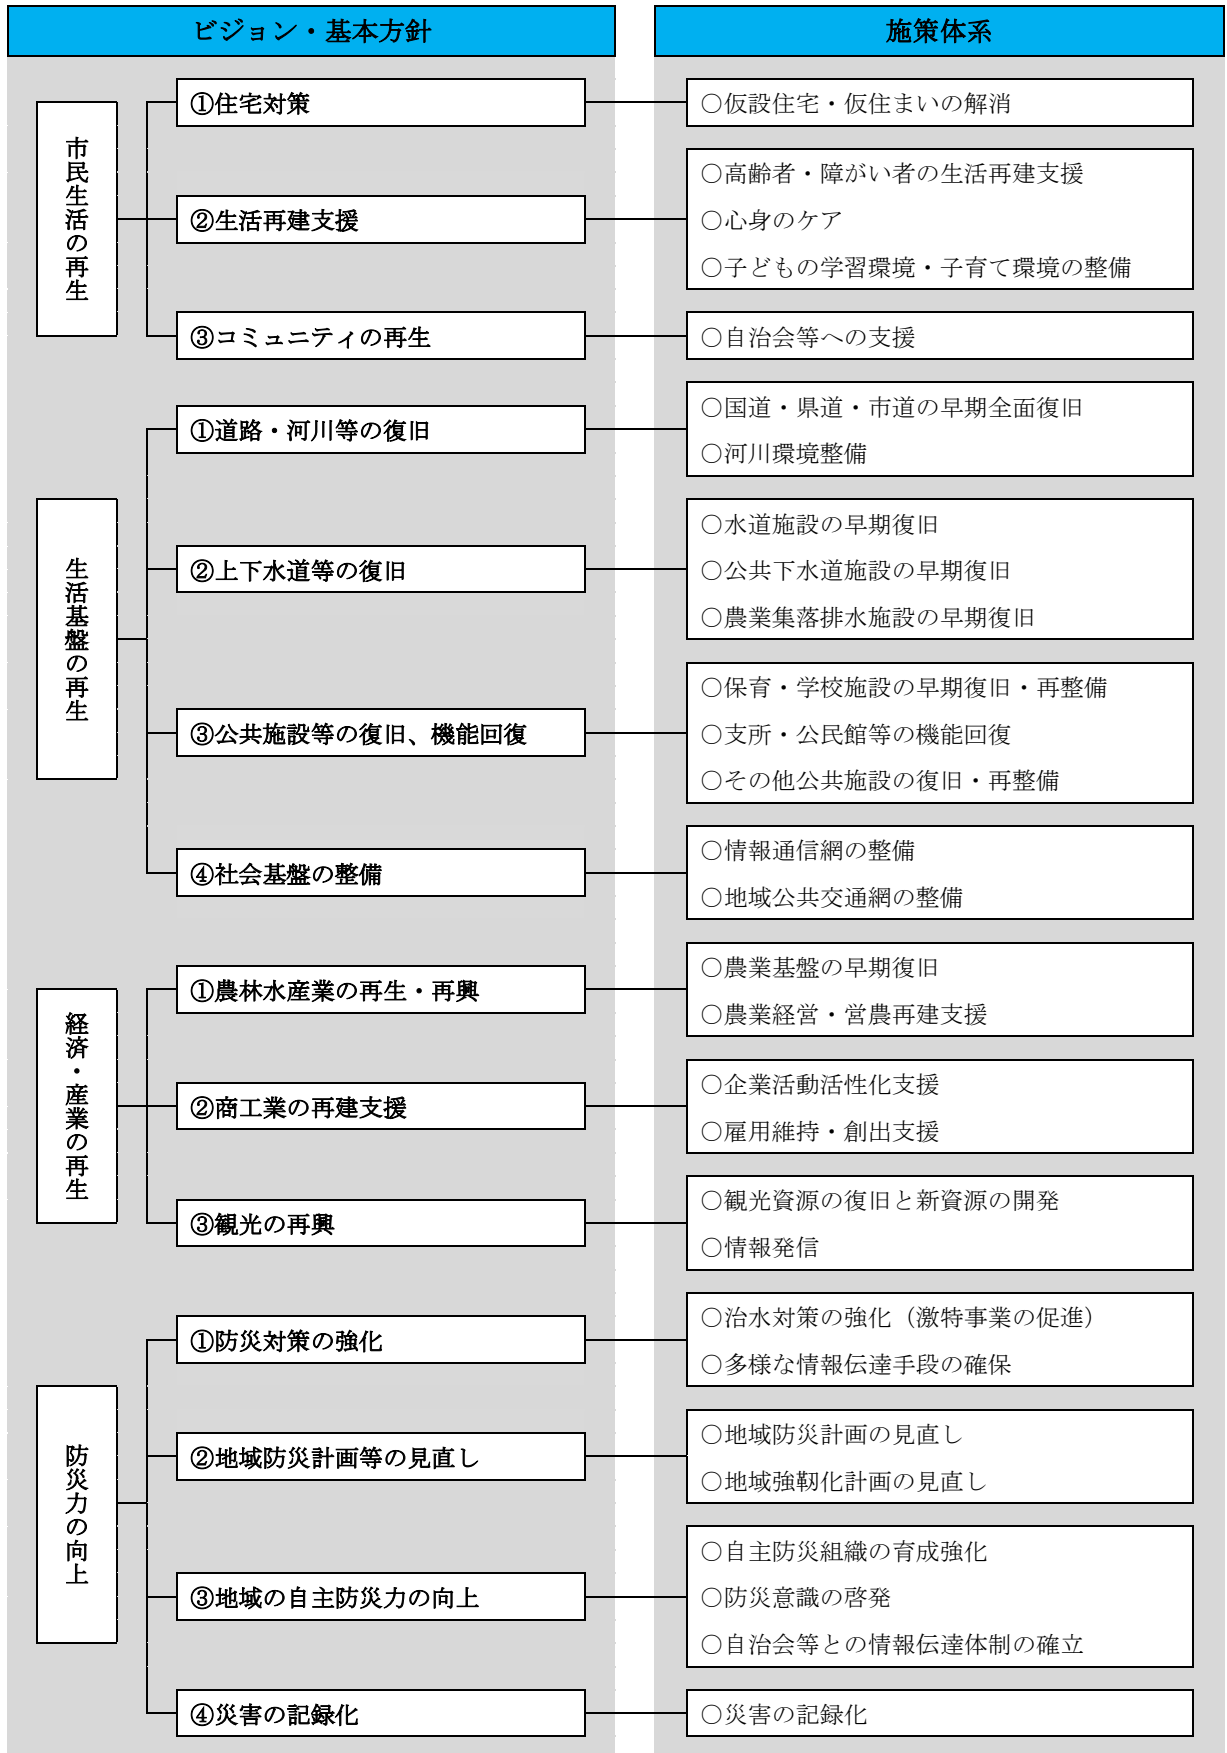 ビジョン・基本方針
施策体系
市民生活の再生
①住宅対策
○仮設住宅・仮住まいの解消
②生活再建支援
○高齢者・障がい者の生活再建支援
○心身のケア
○子どもの学習環境・子育て環境の整備
③コミュニティの再生
○自治会等への支援
生活基盤の再生
①道路・河川等の復旧
○国道・県道・市道の早期全面復旧
○河川環境整備
②上下水道等の復旧
○水道施設の早期復旧
○公共下水道施設の早期復旧
○農業集落排水施設の早期復旧
③公共施設等の復旧、機能回復
○保育・学校施設の早期復旧・再整備
○支所・公民館等の機能回復
○その他公共施設の復旧・再整備
④社会基盤の整備
○情報通信網の整備
○地域公共交通網の整備
経済・産業の再生
①農林水産業の再生・再興
○農業基盤の早期復旧
○農業経営・営農再建支援
②商工業の再建支援
○企業活動活性化支援
○雇用維持・創出支援
③観光の再興
○観光資源の復旧と新資源の開発
○情報発信
防災力の向上
①防災対策の強化
○治水対策の強化（激特事業の促進）
○多様な情報伝達手段の確保
②地域防災計画等の見直し
○地域防災計画の見直し
○地域強靭化計画の見直し
③地域の自主防災力の向上
○自主防災組織の育成強化
○防災意識の啓発
○自治会等との情報伝達体制の確立
④災害の記録化
○災害の記録化